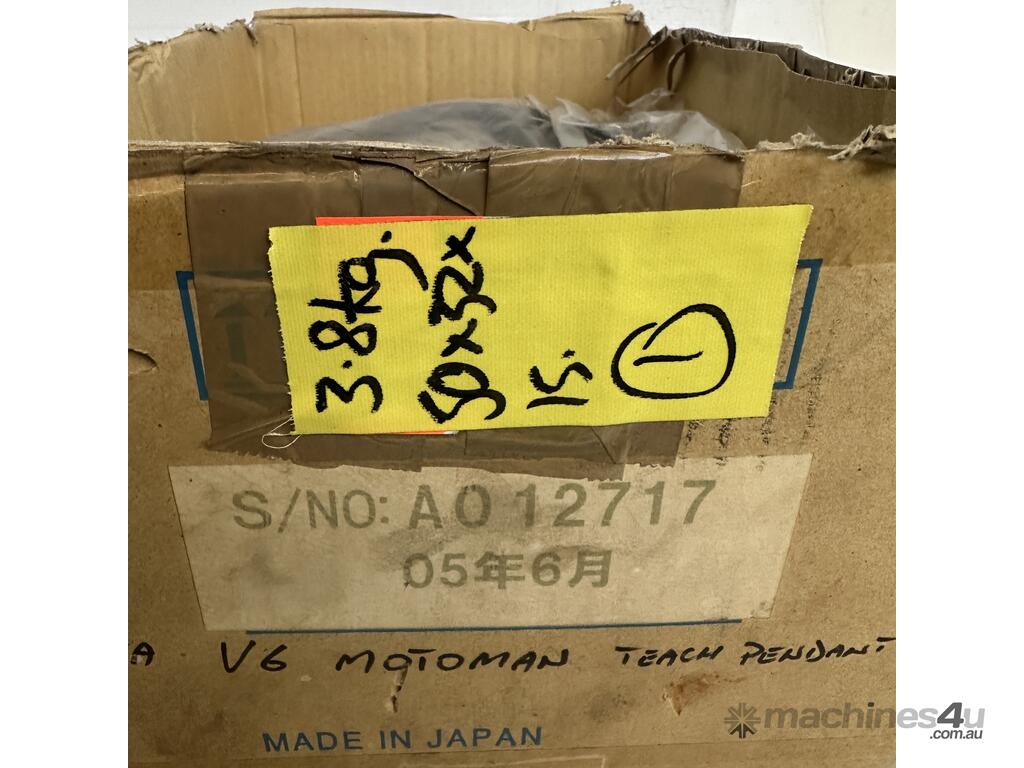 3.8kg.
50x32x
15.
1
S/NO: A0 12717
05年6月
A V6 MOTOMAN TEACH PENDANT
MADE IN JAPAN
machines4u
.com.au